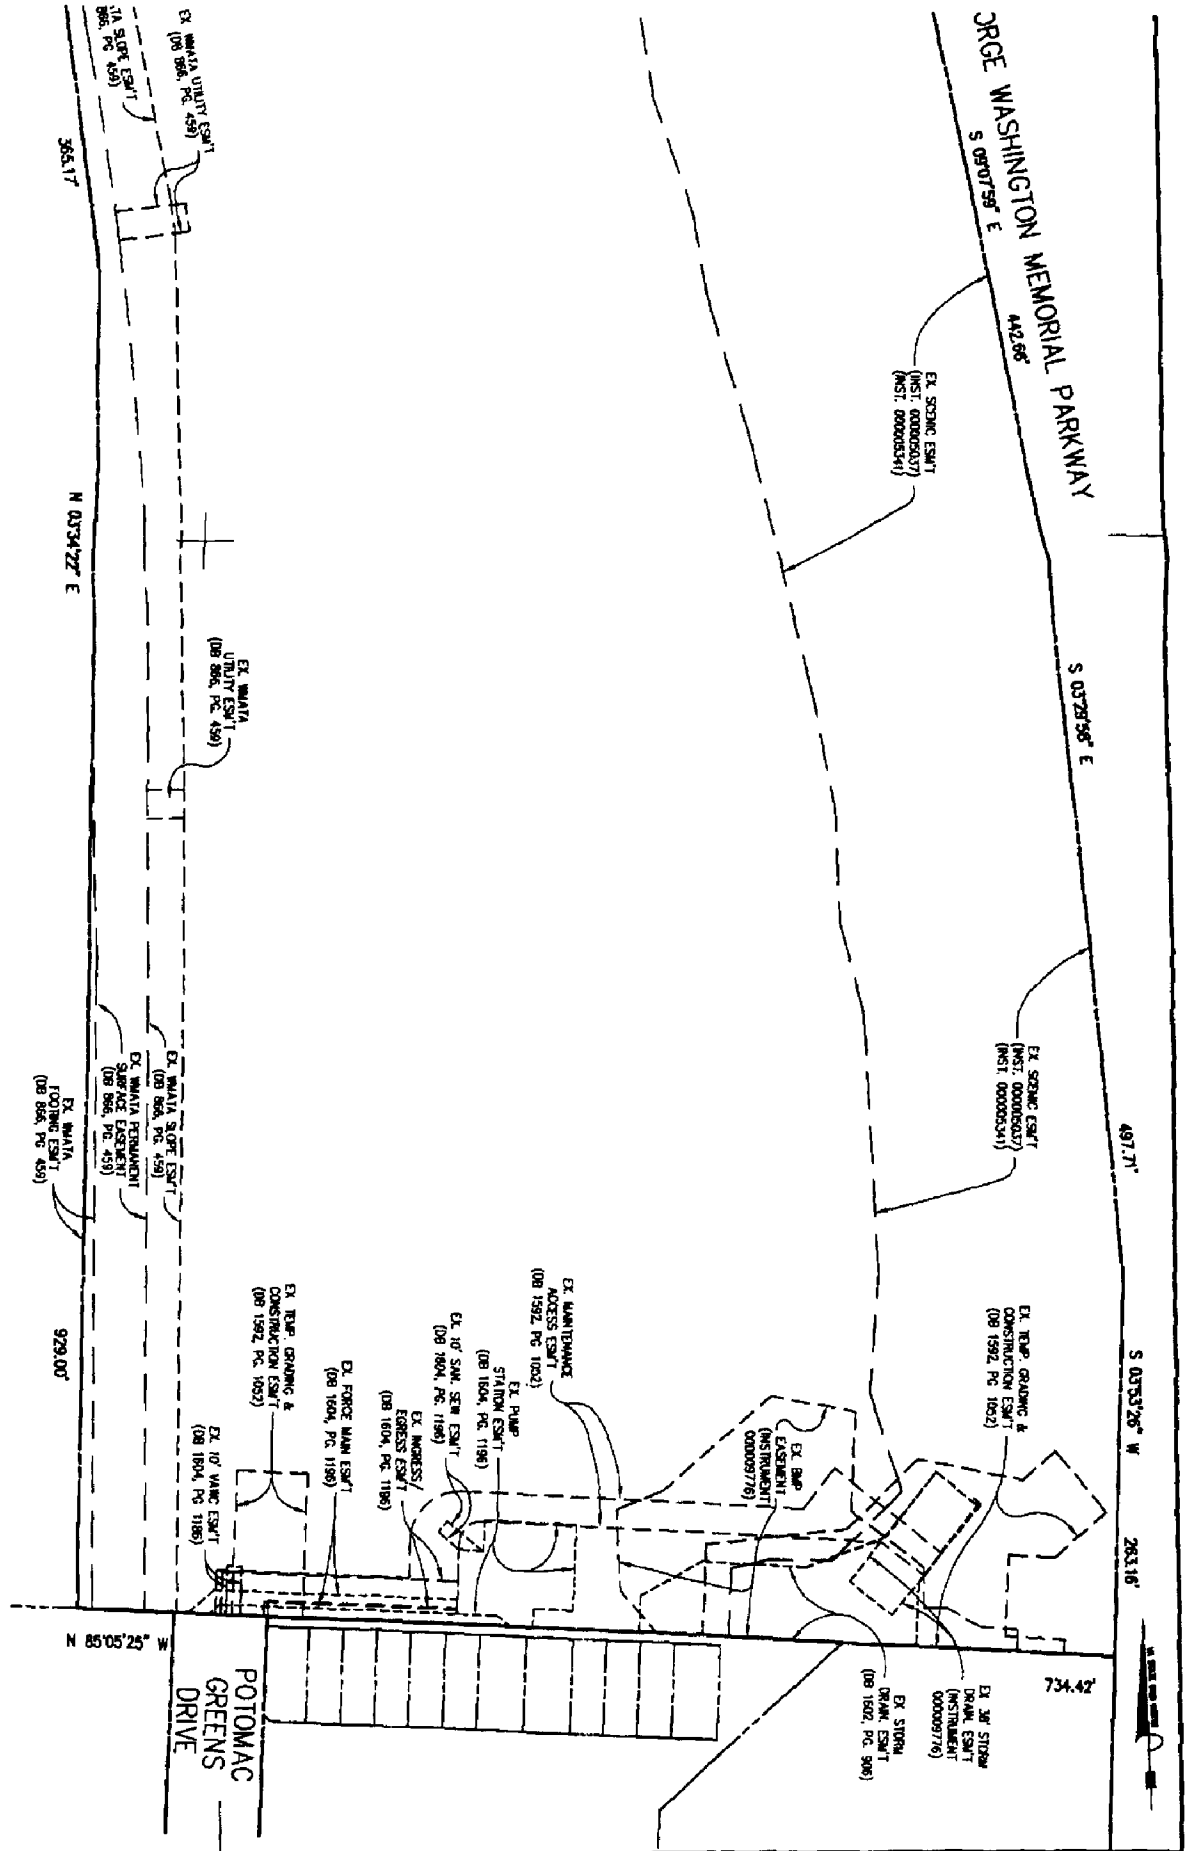 EX. WMATA UTILITY ESM'T
(DB 866, PG. 459)
TA SLOPE ESM'T
866, PG. 459)
365.17'
ORGE WASHINGTON MEMORIAL PARKWAY
S 09°07'59" E
442.66'
EX. SCENIC ESM'T
(INST. 000005037)
(INST. 000005341)
N 03°34'22" E
S 03°29'58" E
EX. WMATA
UTILITY ESM'T
(DB 866, PG. 459)
EX. SCENIC ESM'T
(INST. 000005037)
(INST. 000005341)
497.71'
EX. WMATA SLOPE ESM'T
(DB 866, PG. 459)
EX. WMATA PERMANENT
SURFACE EASEMENT
(DB 866, PG. 459)
EX. WMATA
FOOTING ESM'T
(DB 866, PG. 459)
929.00'
EX. TEMP. GRADING &
CONSTRUCTION ESM'T
(DB 1592, PG. 1052)
EX. 10' VAWC ESM'T
(DB 1604, PG. 1196)
EX. FORCE MAIN ESM'T
(DB 1604, PG. 1196)
EX. INGRESS/
EGRESS ESM'T
(DB 1604, PG. 1196)
EX. 10' SAN. SEW. ESM'T
(DB 1604, PG. 1196)
EX. PUMP
STATION ESM'T
(DB 1604, PG. 1196)
EX. MAINTENANCE
ACCESS ESM'T
(DB 1592, PG. 1052)
EX. BMP
EASEMENT
(INSTRUMENT
000009776)
EX. TEMP. GRADING &
CONSTRUCTION ESM'T
(DB 1592, PG. 1052)
S 03°53'26" W
263.16'
N 85°05'25" W
734.42'
EX. STORM
DRAIN ESM'T
(DB 1602, PG. 906)
EX. 36' STORM
DRAIN ESM'T
(INSTRUMENT
000009776)
POTOMAC
GREENS
DRIVE